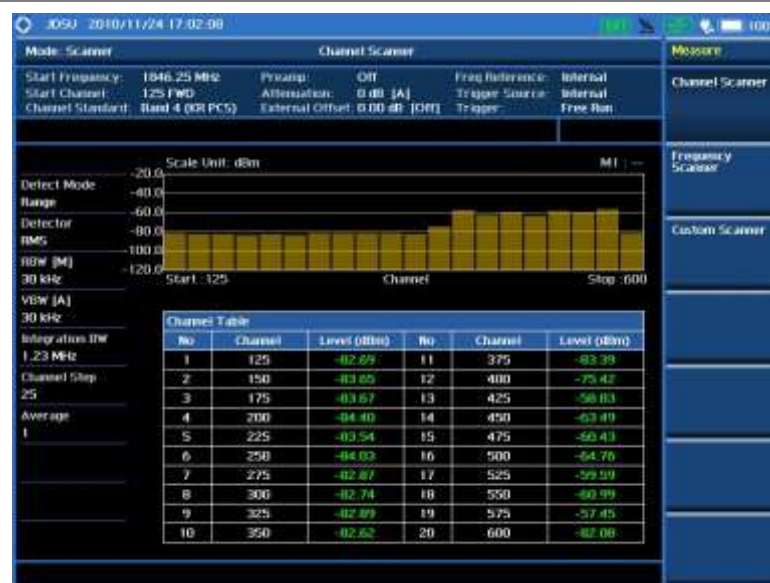 JDSU 2010/11/24 17:02:08
100
Mode: Scanner Channel Scanner
Measure
Start Frequency: 1846.25 MHz Preamp: Off Freq Reference: Internal
Start Channel: 125 FWD Attenuation: 0 dB [A] Trigger Source: Internal
Channel Standard: Band 4 (KR PCS) External Offset: 0.00 dB [Off] Trigger: Free Run
Channel Scanner
Frequency Scanner
Custom Scanner
Scale Unit: dBm M1 : --
-20.0
-40.0
-60.0
-80.0
-100.0
-120.0
Start :125 Channel Stop :600
Detect Mode
Range
Detector
RMS
RBW [M]
30 kHz
VBW [A]
30 kHz
Integration BW
1.23 MHz
Channel Step
25
Average
1
Channel Table
No Channel Level (dBm) No Channel Level (dBm)
1 125 -82.69 11 375 -83.39
2 150 -83.65 12 400 -75.42
3 175 -83.67 13 425 -58.83
4 200 -84.40 14 450 -63.49
5 225 -83.54 15 475 -60.43
6 250 -84.03 16 500 -64.76
7 275 -82.87 17 525 -59.59
8 300 -82.74 18 550 -60.99
9 325 -82.89 19 575 -57.45
10 350 -82.62 20 600 -82.08